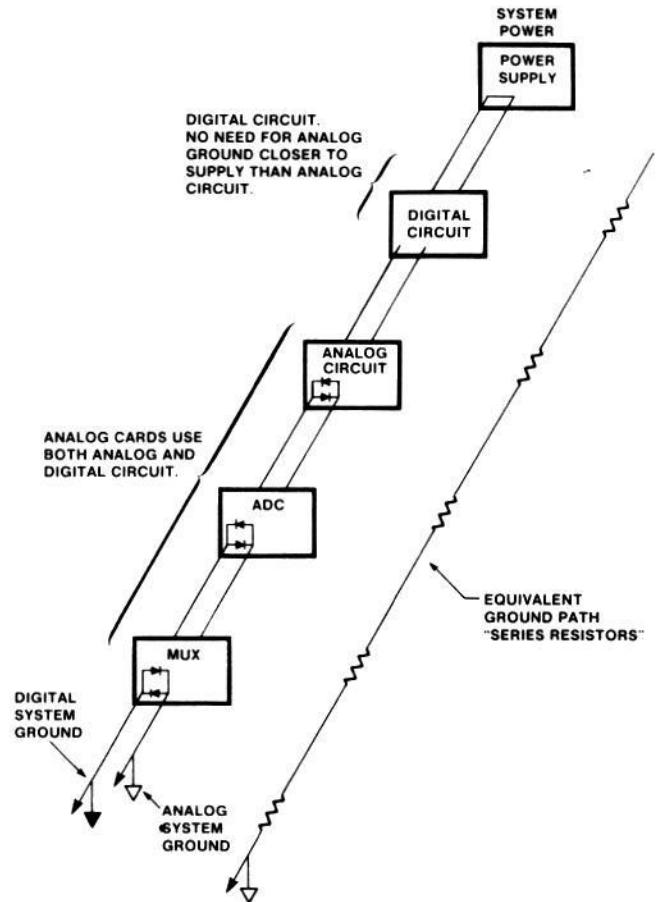 SYSTEM
POWER
POWER
SUPPLY
DIGITAL CIRCUIT.
NO NEED FOR ANALOG
GROUND CLOSER TO
SUPPLY THAN ANALOG
CIRCUIT.
DIGITAL
CIRCUIT
ANALOG
CIRCUIT
ANALOG CARDS USE
BOTH ANALOG AND
DIGITAL CIRCUIT.
ADC
EQUIVALENT
GROUND PATH
"SERIES RESISTORS"
MUX
DIGITAL
SYSTEM
GROUND
ANALOG
SYSTEM
GROUND